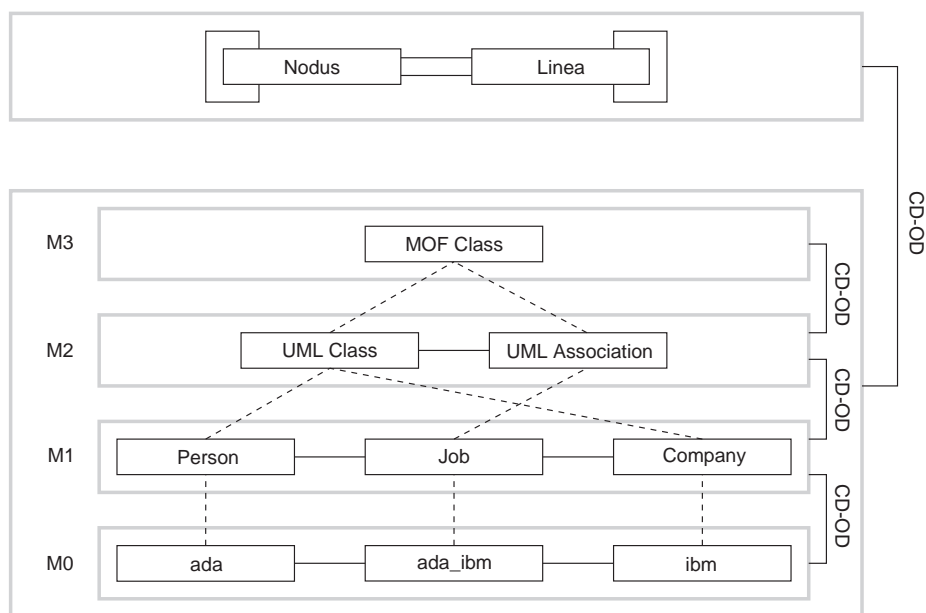 Nodus
Linea
CD-OD
M3
MOF Class
CD-OD
M2
UML Class
UML Association
CD-OD
M1
Person
Job
Company
CD-OD
M0
ada
ada_ibm
ibm